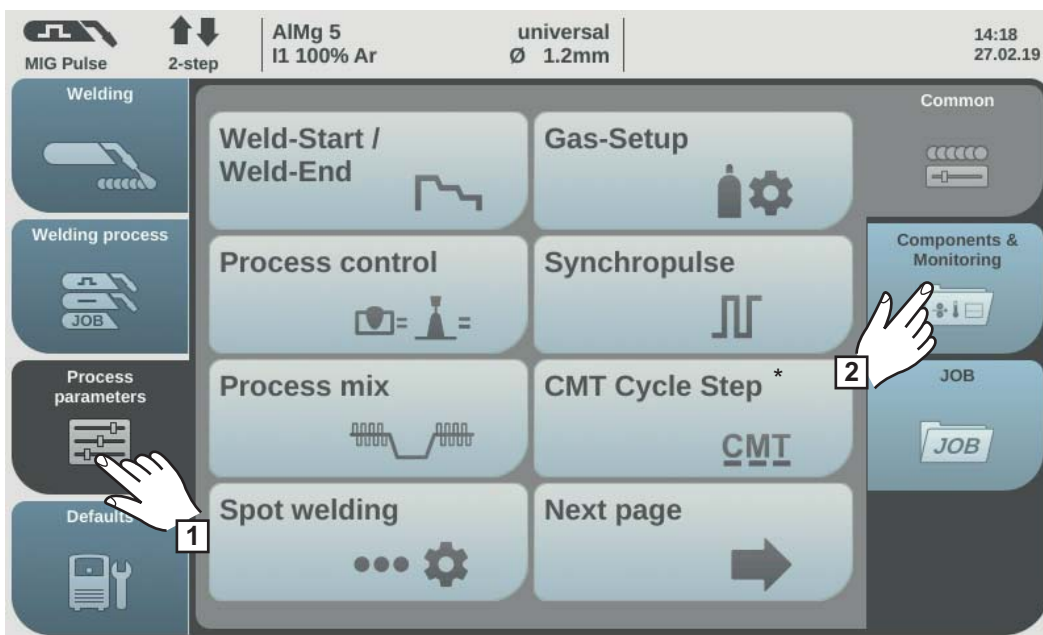 MIG Pulse
2-step
AlMg 5
I1 100% Ar
universal
Ø 1.2mm
14:18
27.02.19
Welding
Welding process
JOB
Process
parameters
Defaults
Weld-Start /
Weld-End
Gas-Setup
Process control
Synchropulse
Process mix
CMT Cycle Step *
CMT
Spot welding
Next page
Common
Components &
Monitoring
JOB
JOB
1
2